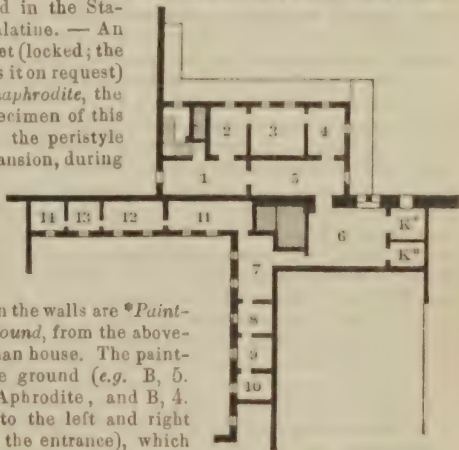 d in the Sta-
latine. — An
et (locked; the
s it on request)
aphrodite, the
ecimen of this
the peristyle
ansion, during
2 3 4
1 5
14 13 12 11
6 K*
K*
7
8
9
10
n the walls are *Paint-
ound, from the above-
an house. The paint-
e ground (e.g. B, 5.
Aphrodite, and B, 4.
to the left and right
the entrance), which